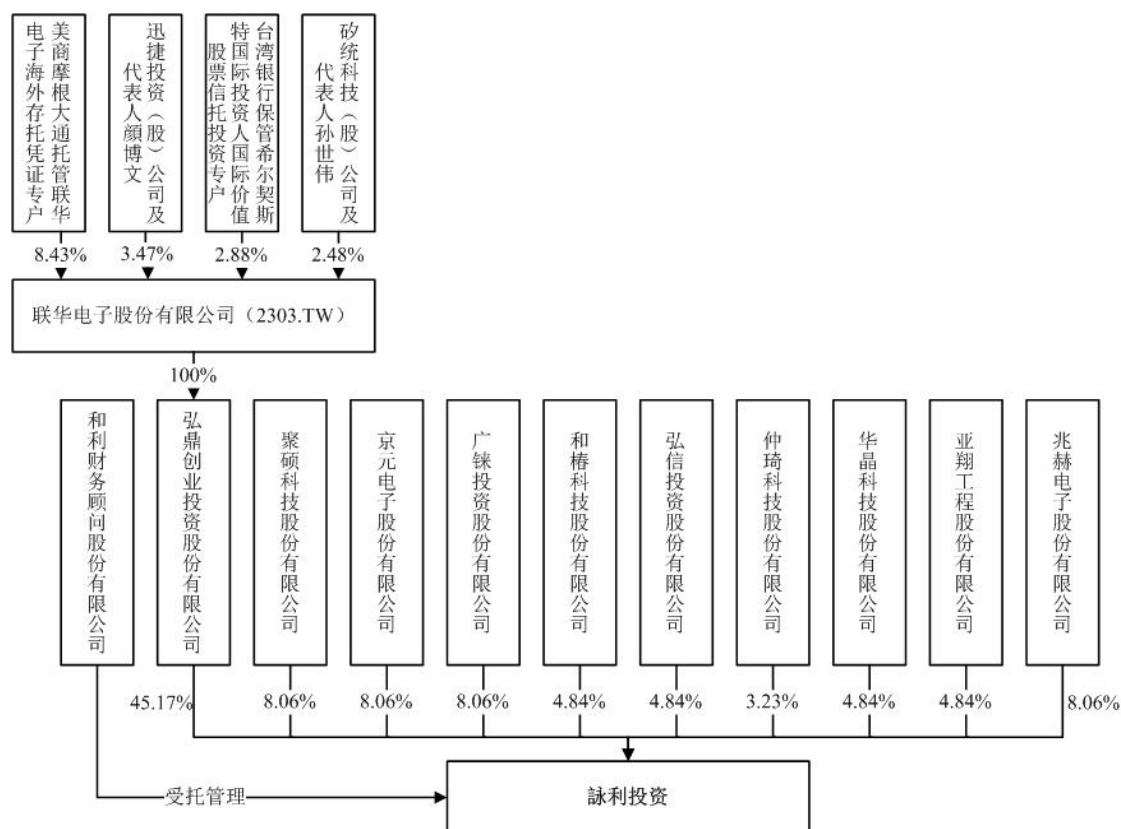 美商摩根大通托管联华
电子海外存托凭证专户
迅捷投资（股）公司及
代表人颜博文
台湾银行保管希尔契斯
特国际投资人国际价值
股票信托投资专户
矽统科技（股）公司及
代表人孙世伟
8.43%
3.47%
2.88%
2.48%
联华电子股份有限公司（2303.TW）
100%
和利财务顾问股份有限公司
弘鼎创业投资股份有限公司
聚硕科技股份有限公司
京元电子股份有限公司
广铼投资股份有限公司
和椿科技股份有限公司
弘信投资股份有限公司
仲琦科技股份有限公司
华晶科技股份有限公司
亚翔工程股份有限公司
兆赫电子股份有限公司
45.17%
8.06%
8.06%
8.06%
4.84%
4.84%
3.23%
4.84%
4.84%
8.06%
受托管理
詠利投资